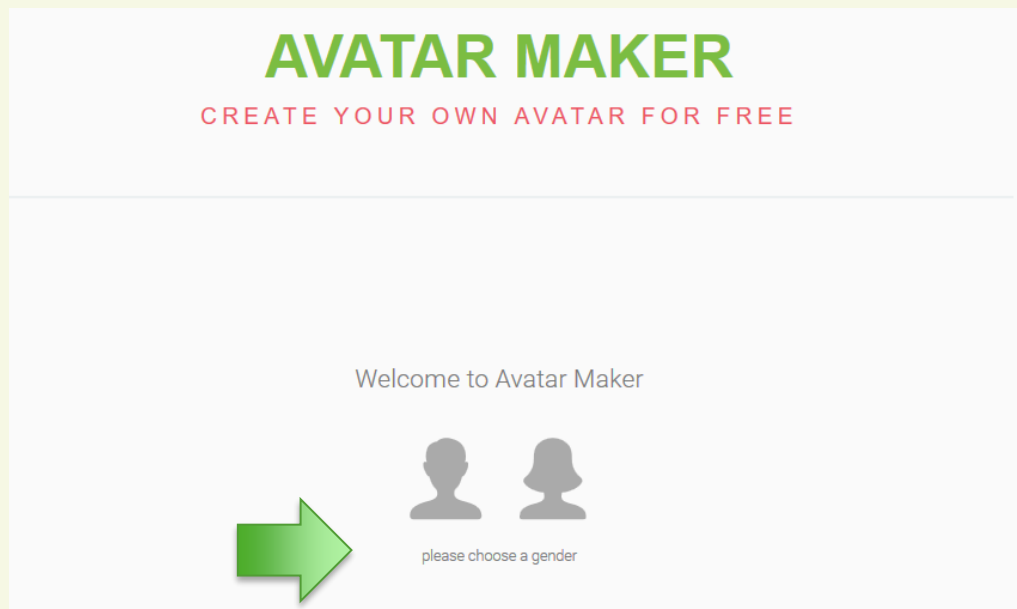 AVATAR MAKER
CREATE YOUR OWN AVATAR FOR FREE
Welcome to Avatar Maker
please choose a gender